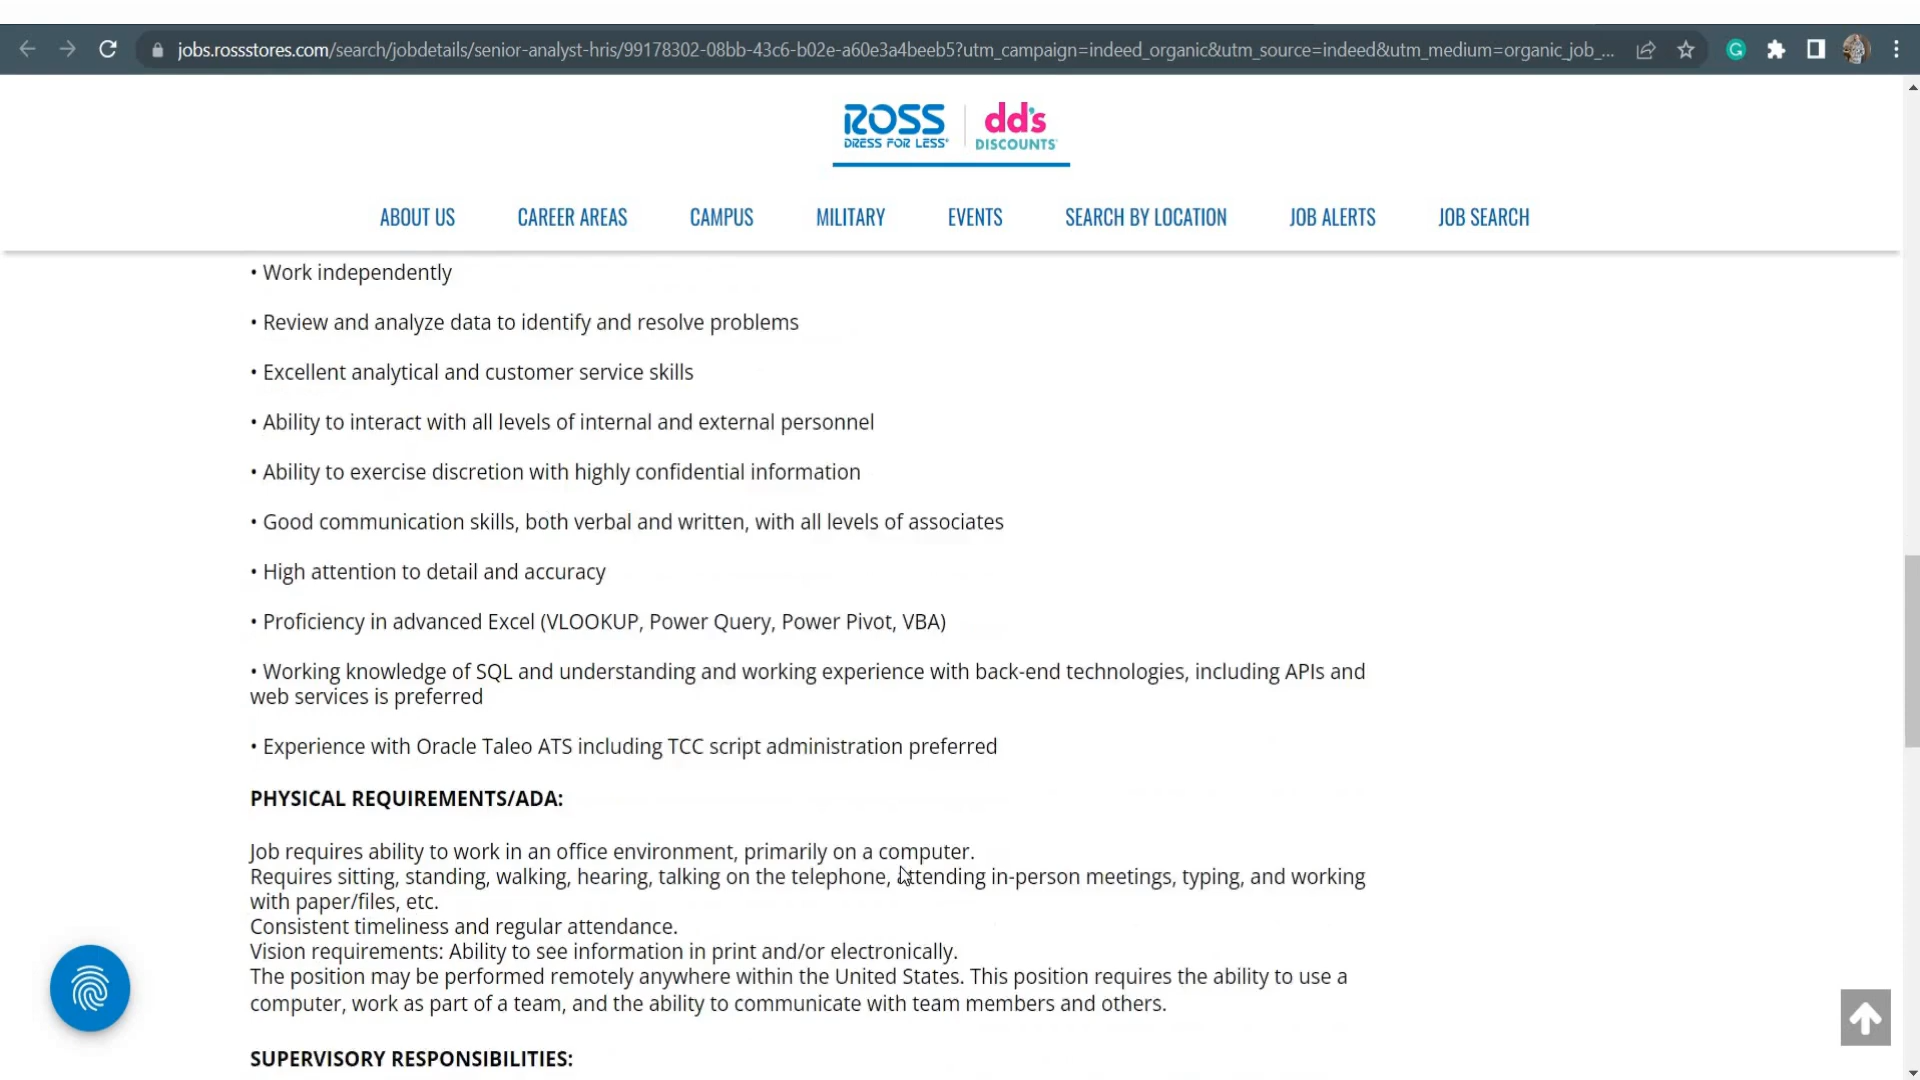 jobs.rossstores.com/search/jobdetails/senior-analyst-hris/99178302-08bb-43c6-b02e-a60e3a4beeb5?utm_campaign=indeed_organic&utm_source=indeed&utm_medium=organic_job_...
ROSS dd's
DRESS FOR LESS® DISCOUNTS®
ABOUT US CAREER AREAS CAMPUS MILITARY EVENTS SEARCH BY LOCATION JOB ALERTS JOB SEARCH
• Work independently
• Review and analyze data to identify and resolve problems
• Excellent analytical and customer service skills
• Ability to interact with all levels of internal and external personnel
• Ability to exercise discretion with highly confidential information
• Good communication skills, both verbal and written, with all levels of associates
• High attention to detail and accuracy
• Proficiency in advanced Excel (VLOOKUP, Power Query, Power Pivot, VBA)
• Working knowledge of SQL and understanding and working experience with back-end technologies, including APIs and
web services is preferred
• Experience with Oracle Taleo ATS including TCC script administration preferred
PHYSICAL REQUIREMENTS/ADA:
Job requires ability to work in an office environment, primarily on a computer.
Requires sitting, standing, walking, hearing, talking on the telephone, attending in-person meetings, typing, and working
with paper/files, etc.
Consistent timeliness and regular attendance.
Vision requirements: Ability to see information in print and/or electronically.
The position may be performed remotely anywhere within the United States. This position requires the ability to use a
computer, work as part of a team, and the ability to communicate with team members and others.
SUPERVISORY RESPONSIBILITIES: